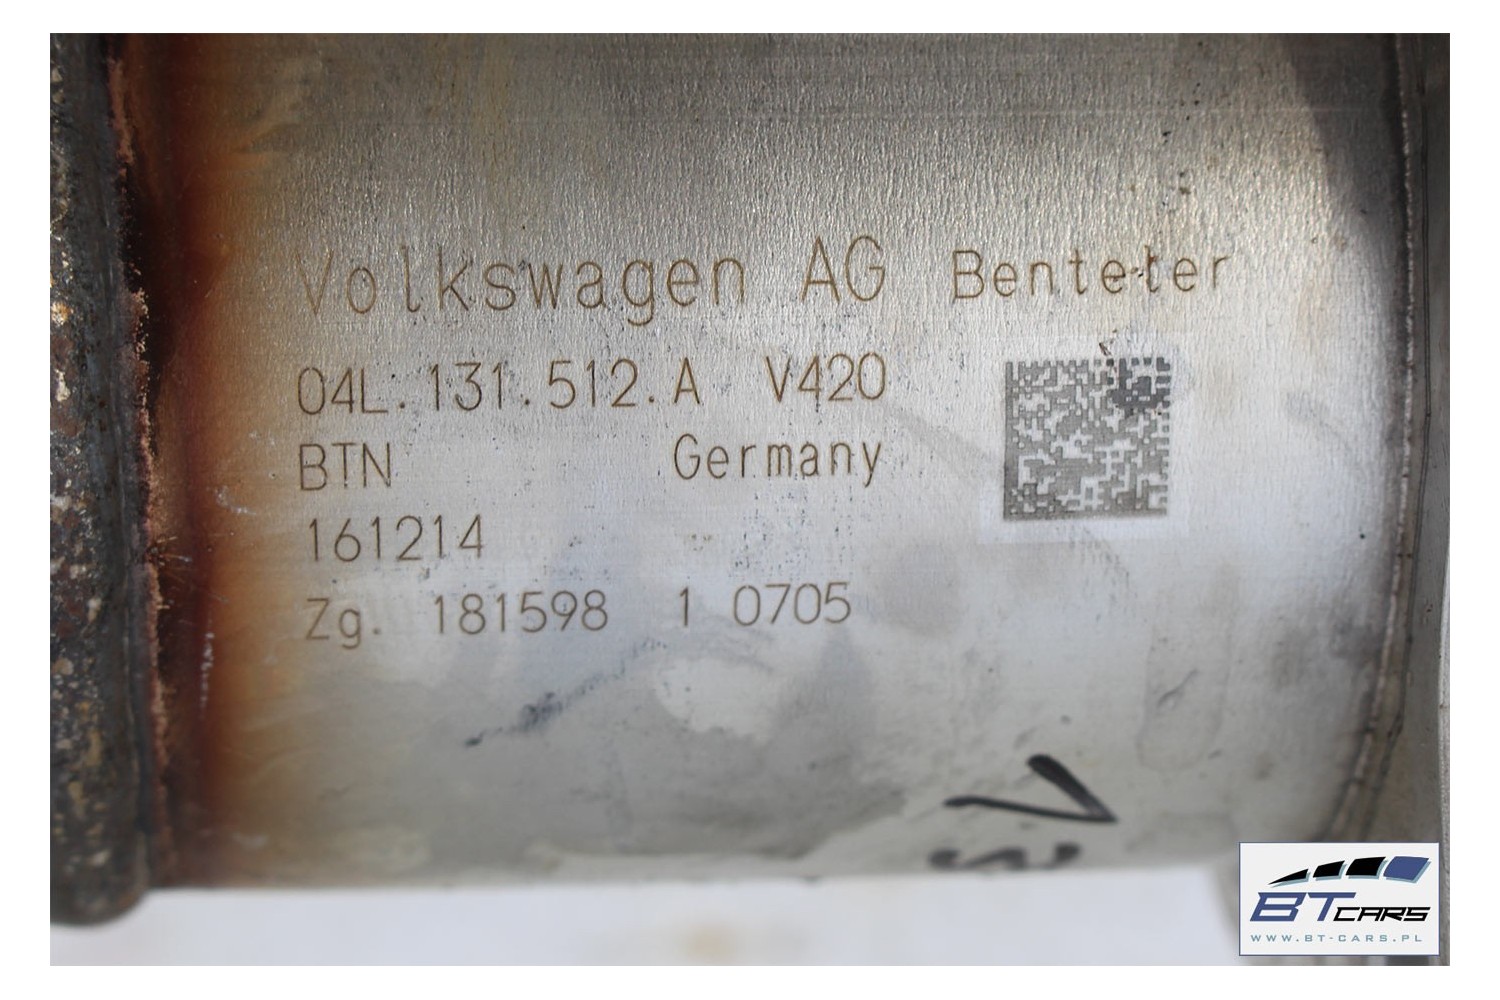 Volkswagen AG Benteler
04L.131.512.A V420
BTN Germany
161214
Zg. 181598 1 0705
BT CARS
WWW.BT-CARS.PL